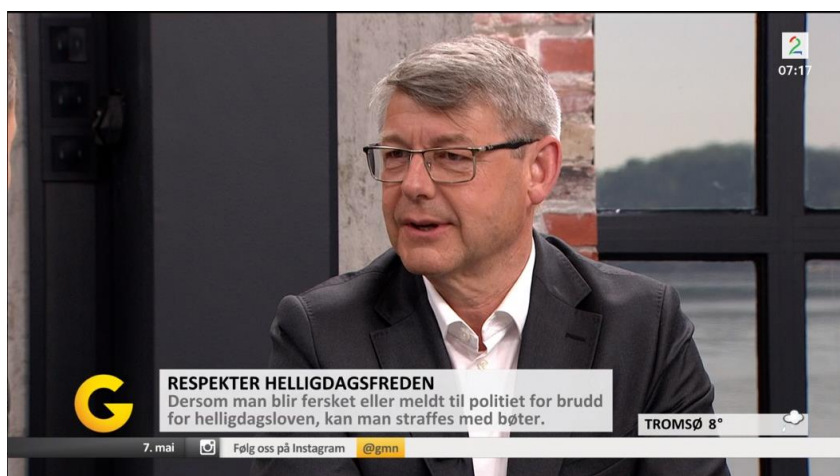 2
07:17
G
RESPEKTER HELLIGDAGSFREDEN
Dersom man blir fersket eller meldt til politiet for brudd
for helligdagsloven, kan man straffes med bøter.
TROMSØ 8°
7. mai Følg oss på Instagram @gmn